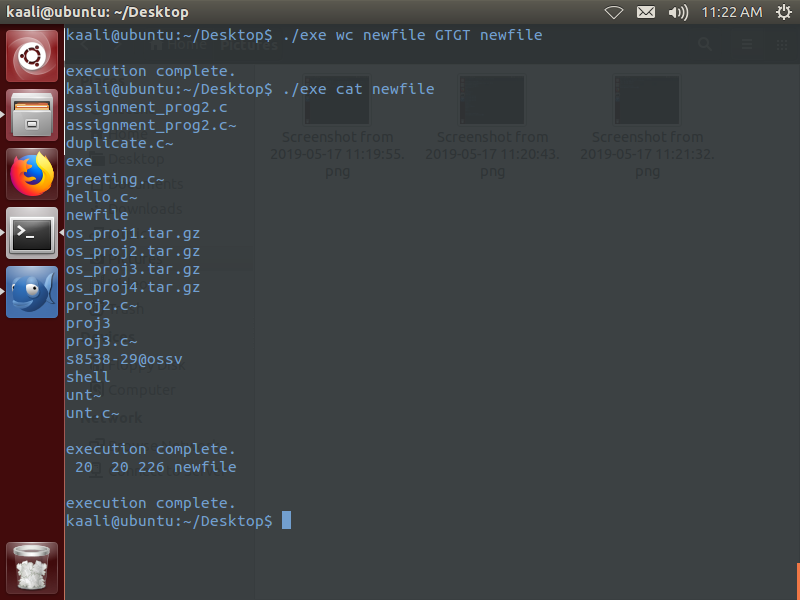 kaali@ubuntu: ~/Desktop
11:22 AM
kaali@ubuntu:~/Desktop$ ./exe wc newfile GTGT newfile
Home
Pictures
execution complete.
kaali@ubuntu:~/Desktop$ ./exe cat newfile
assignment_prog2.c
assignment_prog2.c~
duplicate.c~
exe
greeting.c~
hello.c~
newfile
os_proj1.tar.gz
os_proj2.tar.gz
os_proj3.tar.gz
os_proj4.tar.gz
proj2.c~
proj3
proj3.c~
s8538-29@ossv
shell
unt~
unt.c~
execution complete.
20 20 226 newfile
execution complete.
kaali@ubuntu:~/Desktop$
Screenshot from
2019-05-17 11:19:55.
png
Screenshot from
2019-05-17 11:20:43.
png
Screenshot from
2019-05-17 11:21:32.
png
Desktop
Computer